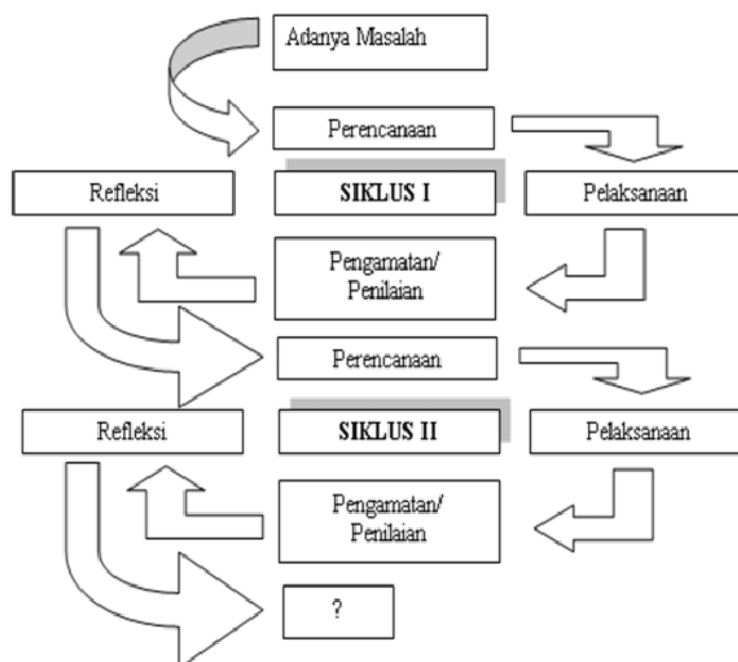 Adanya Masalah
Perencanaan
Refleksi
SIKLUS I
Pelaksanaan
Pengamatan/
Penilaian
Perencanaan
Refleksi
SIKLUS II
Pelaksanaan
Pengamatan/
Penilaian
?